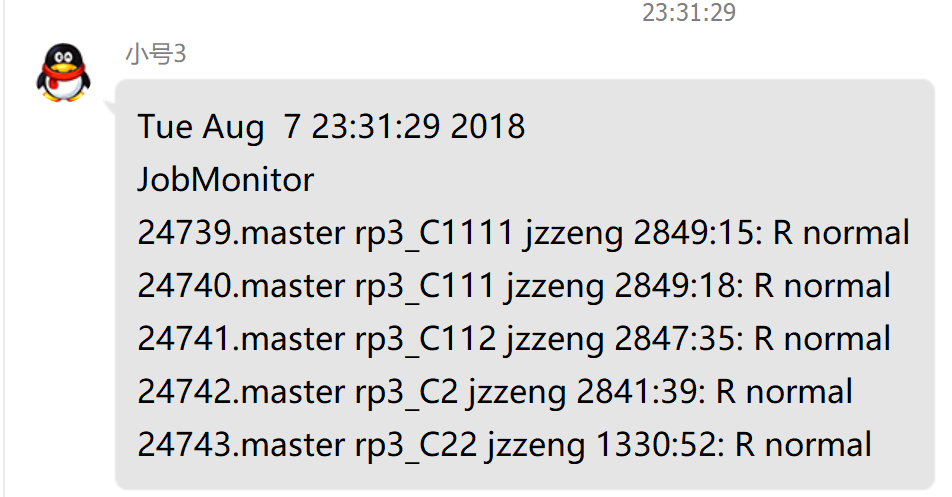 23:31:29
小号3
Tue Aug  7 23:31:29 2018
JobMonitor
24739.master rp3_C1111 jzzeng 2849:15: R normal
24740.master rp3_C111 jzzeng 2849:18: R normal
24741.master rp3_C112 jzzeng 2847:35: R normal
24742.master rp3_C2 jzzeng 2841:39: R normal
24743.master rp3_C22 jzzeng 1330:52: R normal